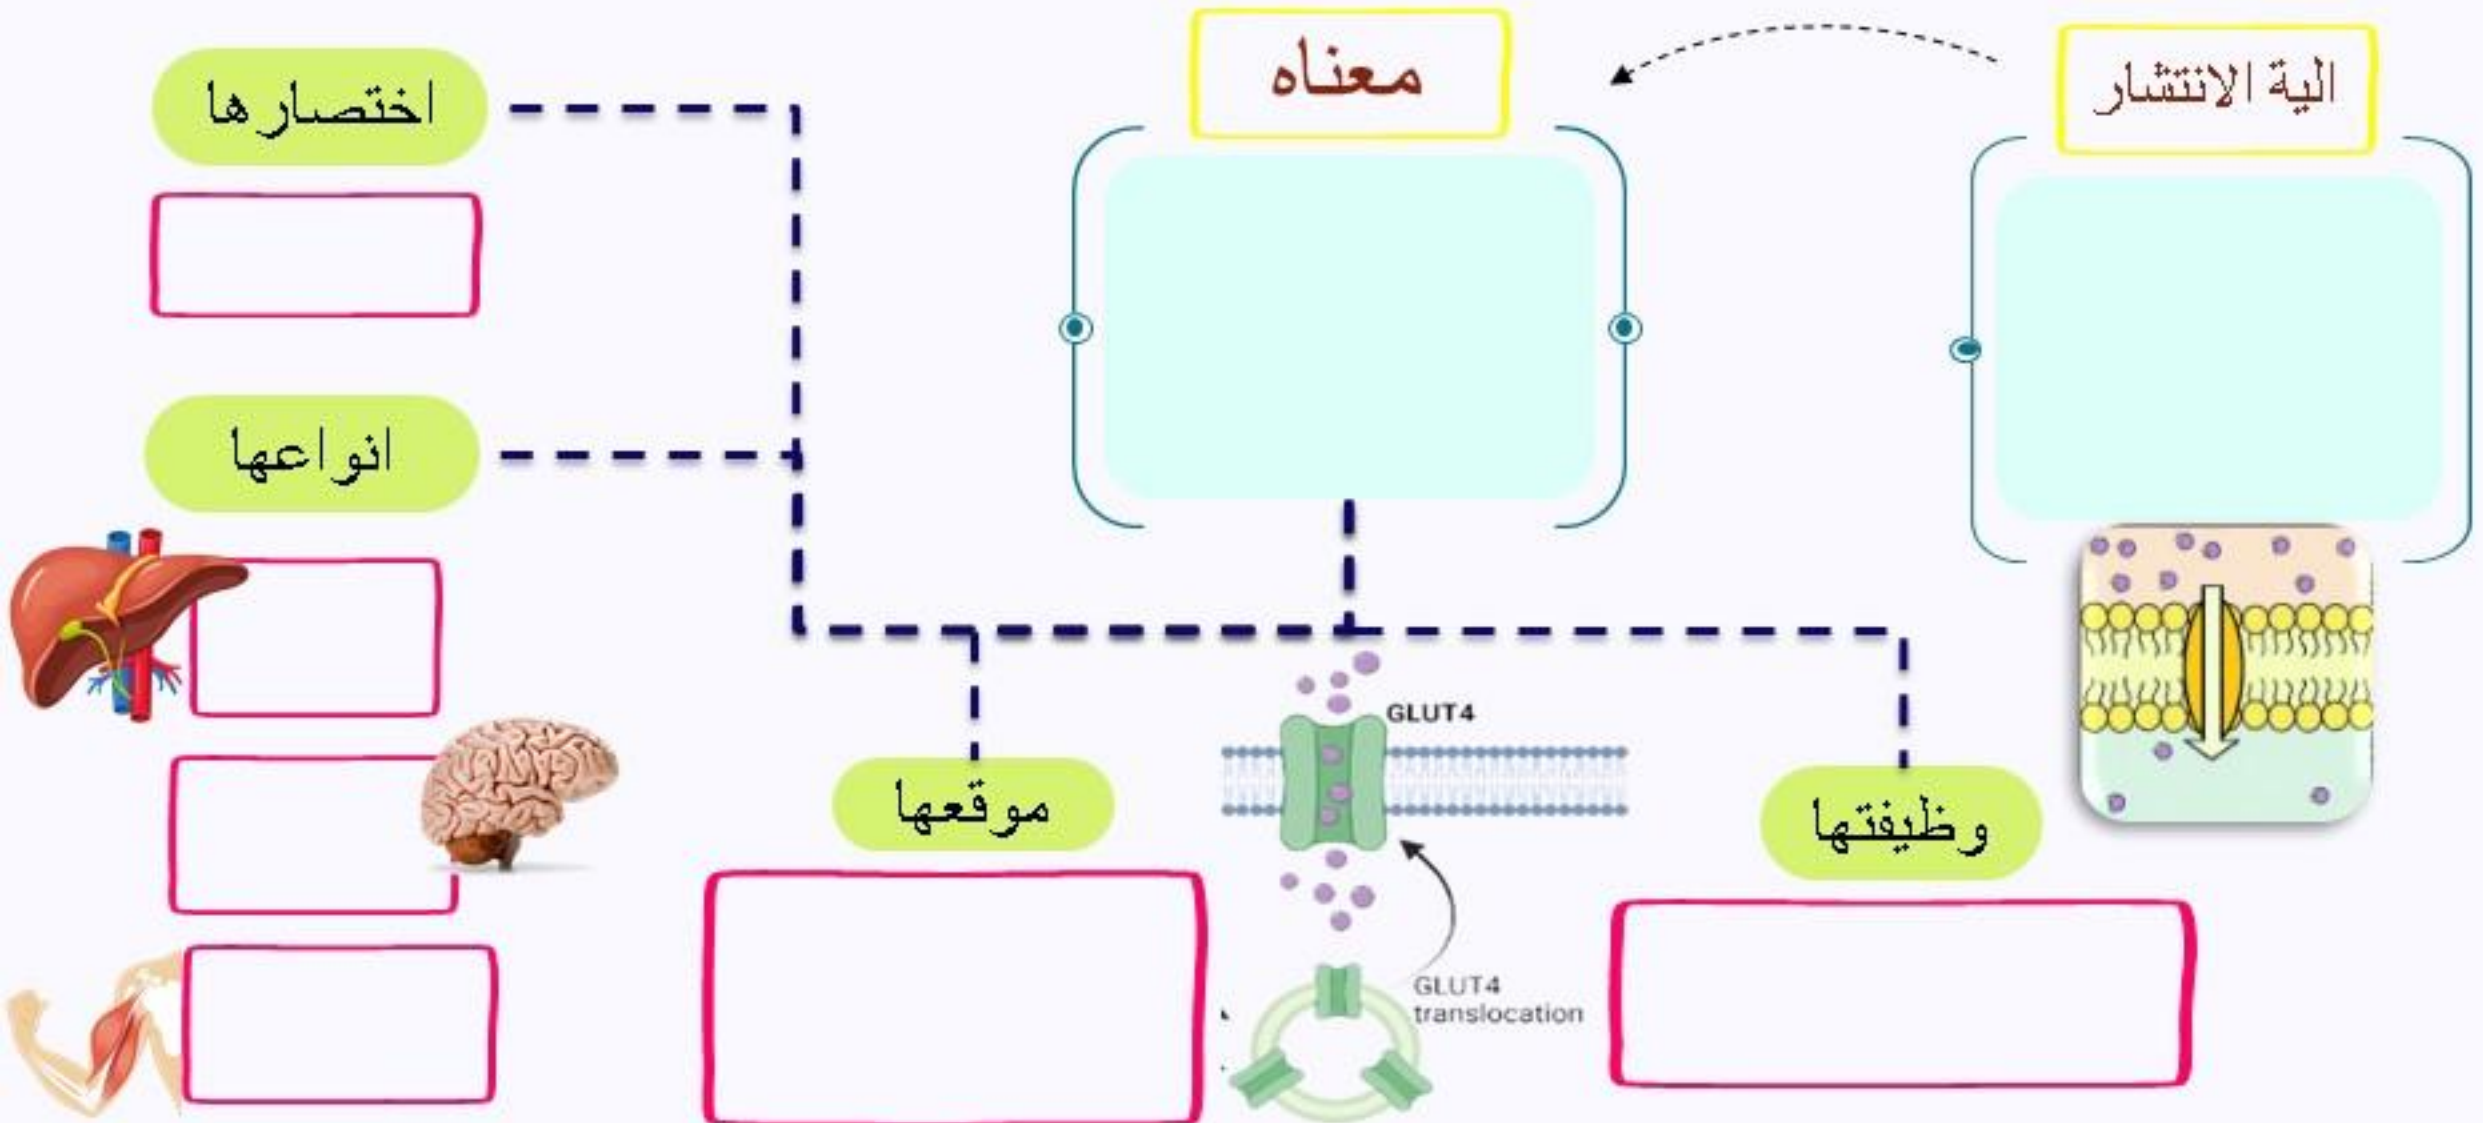 الية الانتشار
معناه
اختصارها
انواعها
موقعها
وظيفتها
GLUT4
GLUT4
translocation